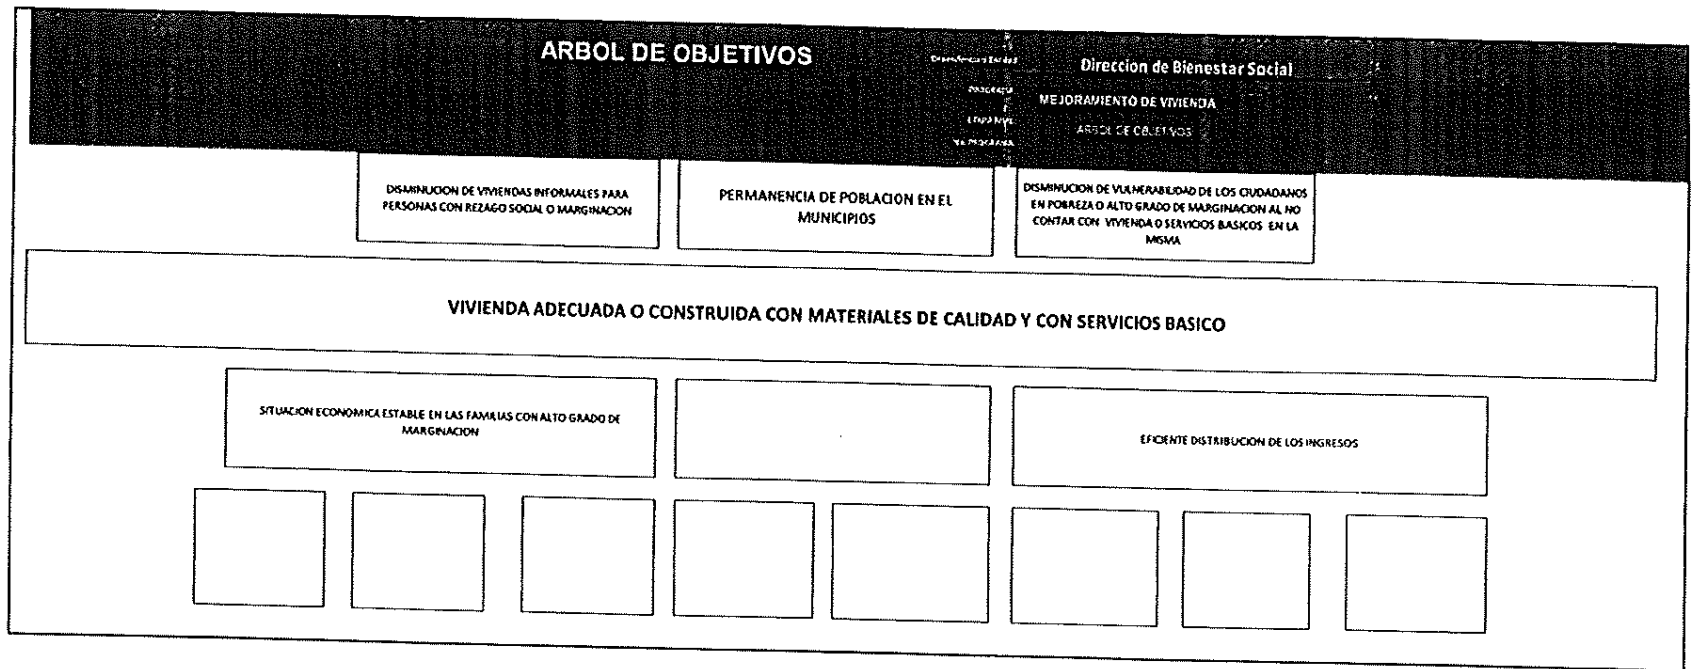 ARBOL DE OBJETIVOS
Dependencia o Entidad
Direccion de Bienestar Social
PROGRAMA
MEJORAMIENTO DE VIVIENDA
ARBOL DE OBJETIVOS
DISMINUCION DE VIVIENDAS INFORMALES PARA
PERSONAS CON REZAGO SOCIAL O MARGINACION
PERMANENCIA DE POBLACION EN EL
MUNICIPIOS
DISMINUCION DE VULNERABILIDAD DE LOS CIUDADANOS
EN POBREZA O ALTO GRADO DE MARGINACION AL NO
CONTAR CON VIVIENDA O SERVICIOS BASICOS EN LA
MISMA
VIVIENDA ADECUADA O CONSTRUIDA CON MATERIALES DE CALIDAD Y CON SERVICIOS BASICO
SITUACION ECONOMICA ESTABLE EN LAS FAMILIAS CON ALTO GRADO DE
MARGINACION
EFICIENTE DISTRIBUCION DE LOS INGRESOS